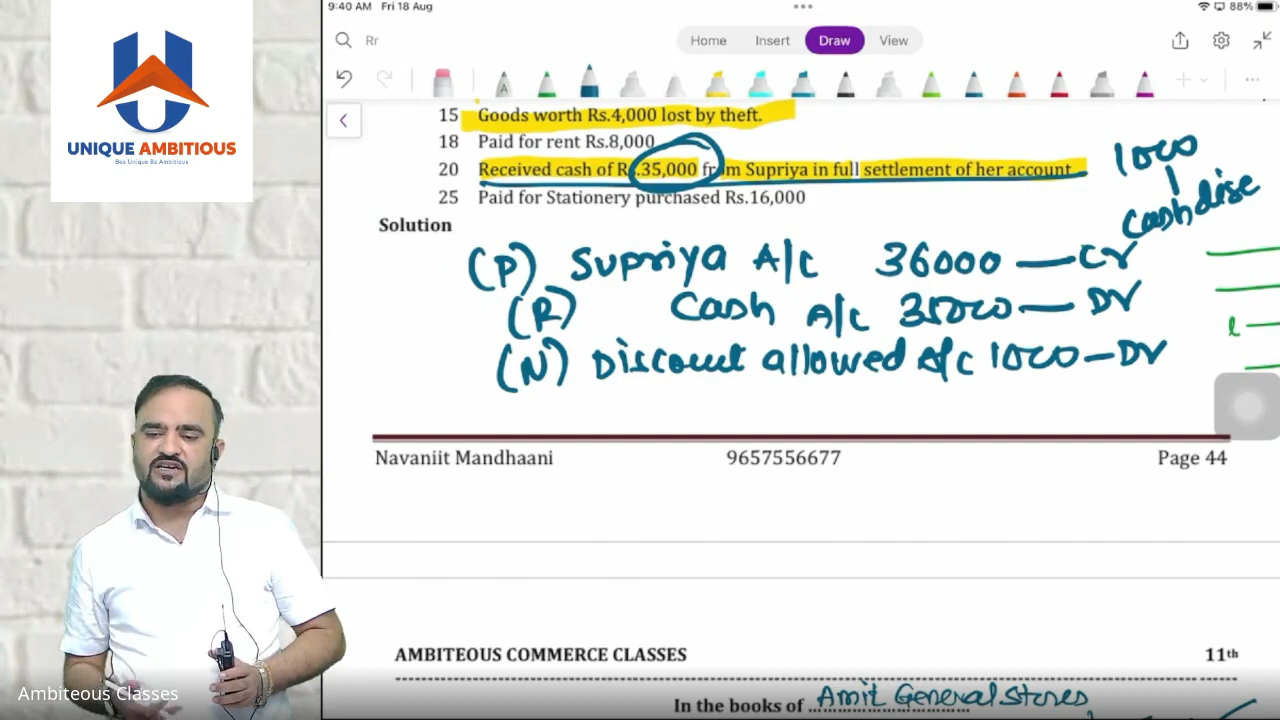 9:40 AM Fri 18 Aug
88%
Rr
Home Insert Draw View
UNIQUE AMBITIOUS
Bee Unique Be Ambitious
15 Goods worth Rs.4,000 lost by theft.
18 Paid for rent Rs.8,000
20 Received cash of Rs.35,000 from Supriya in full settlement of her account
25 Paid for Stationery purchased Rs.16,000
1000
cash disc
Solution
(P) Supriya A/c 36000 — Cr
(R) Cash A/c 35000 — Dr
(N) Discount allowed A/c 1000 — Dr
Navaniit Mandhaani 9657556677 Page 44
AMBITEOUS COMMERCE CLASSES 11th
In the books of Amit General Stores
Ambiteous Classes